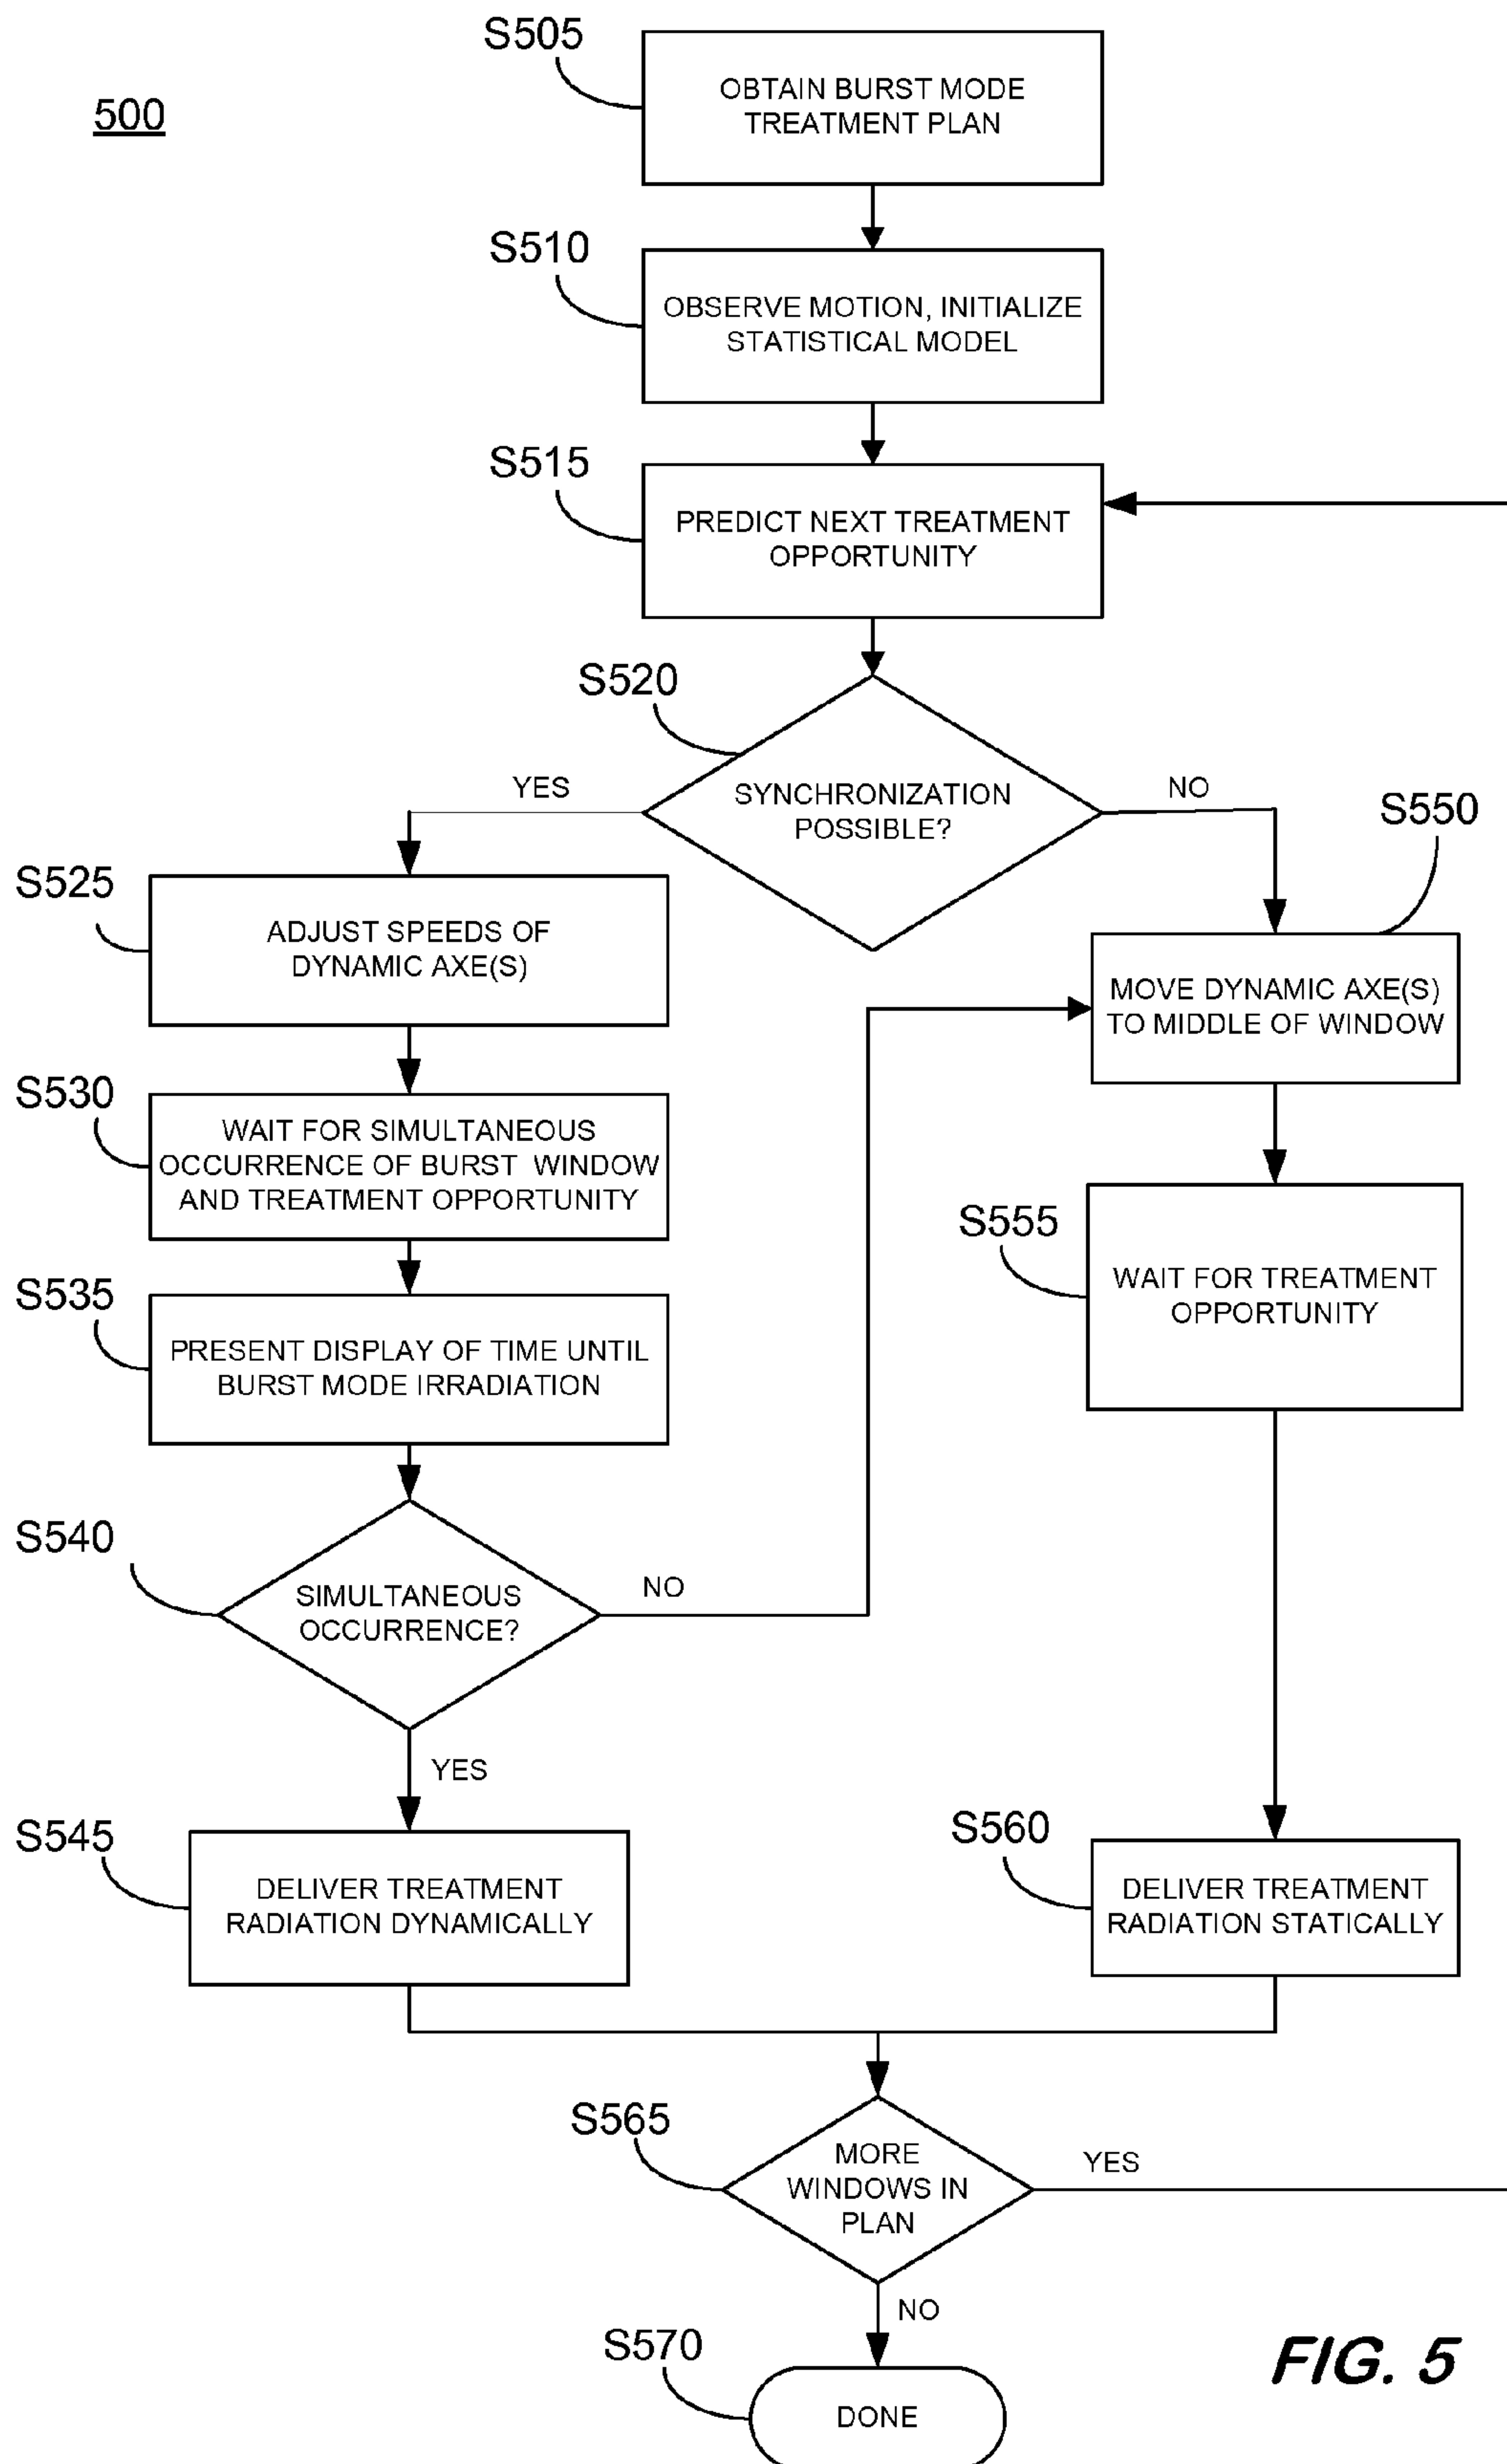 S505
500
OBTAIN BURST MODE
TREATMENT PLAN
S510
OBSERVE MOTION, INITIALIZE
STATISTICAL MODEL
S515
PREDICT NEXT TREATMENT
OPPORTUNITY
S520
SYNCHRONIZATION
POSSIBLE?
YES
NO
S525
ADJUST SPEEDS OF
DYNAMIC AXE(S)
S550
MOVE DYNAMIC AXE(S)
TO MIDDLE OF WINDOW
S530
WAIT FOR SIMULTANEOUS
OCCURRENCE OF BURST WINDOW
AND TREATMENT OPPORTUNITY
S555
WAIT FOR TREATMENT
OPPORTUNITY
S535
PRESENT DISPLAY OF TIME UNTIL
BURST MODE IRRADIATION
S540
SIMULTANEOUS
OCCURRENCE?
NO
YES
S545
DELIVER TREATMENT
RADIATION DYNAMICALLY
S560
DELIVER TREATMENT
RADIATION STATICALLY
S565
MORE
WINDOWS IN
PLAN
YES
NO
S570
DONE
FIG. 5